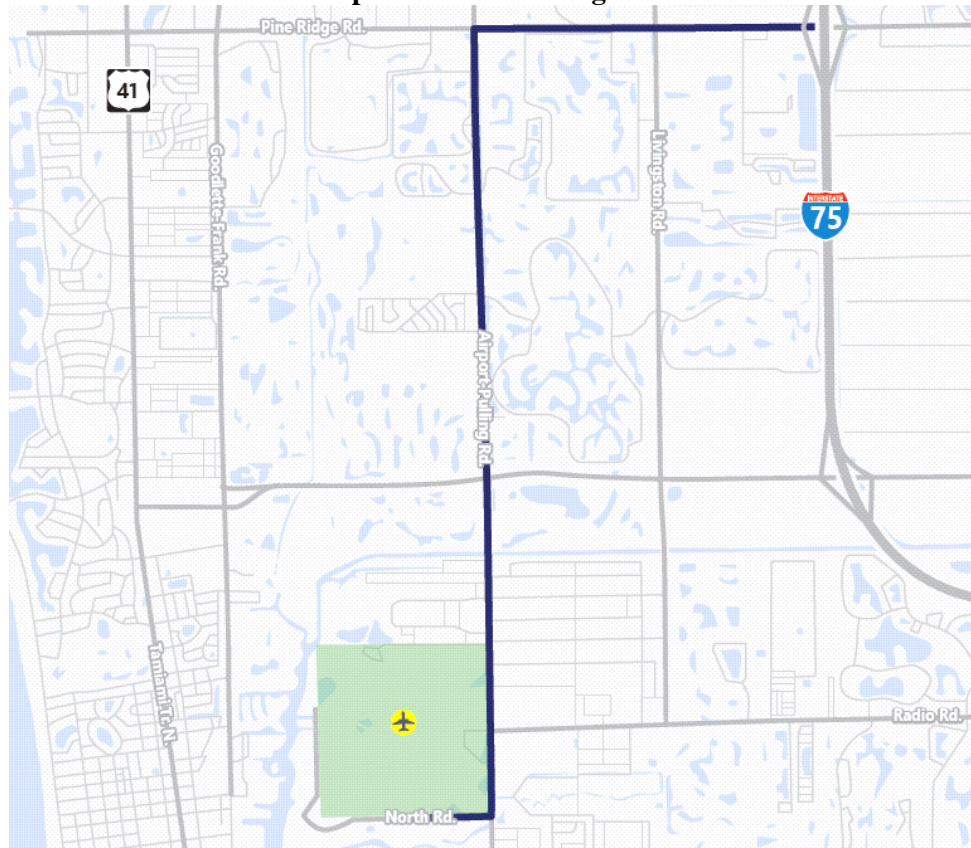 Pine Ridge Rd.
41
Goodlette-Frank Rd.
Livingston Rd.
INTERSTATE
75
Airport-Pulling Rd.
Tamiami Tr. N.
Radio Rd.
North Rd.